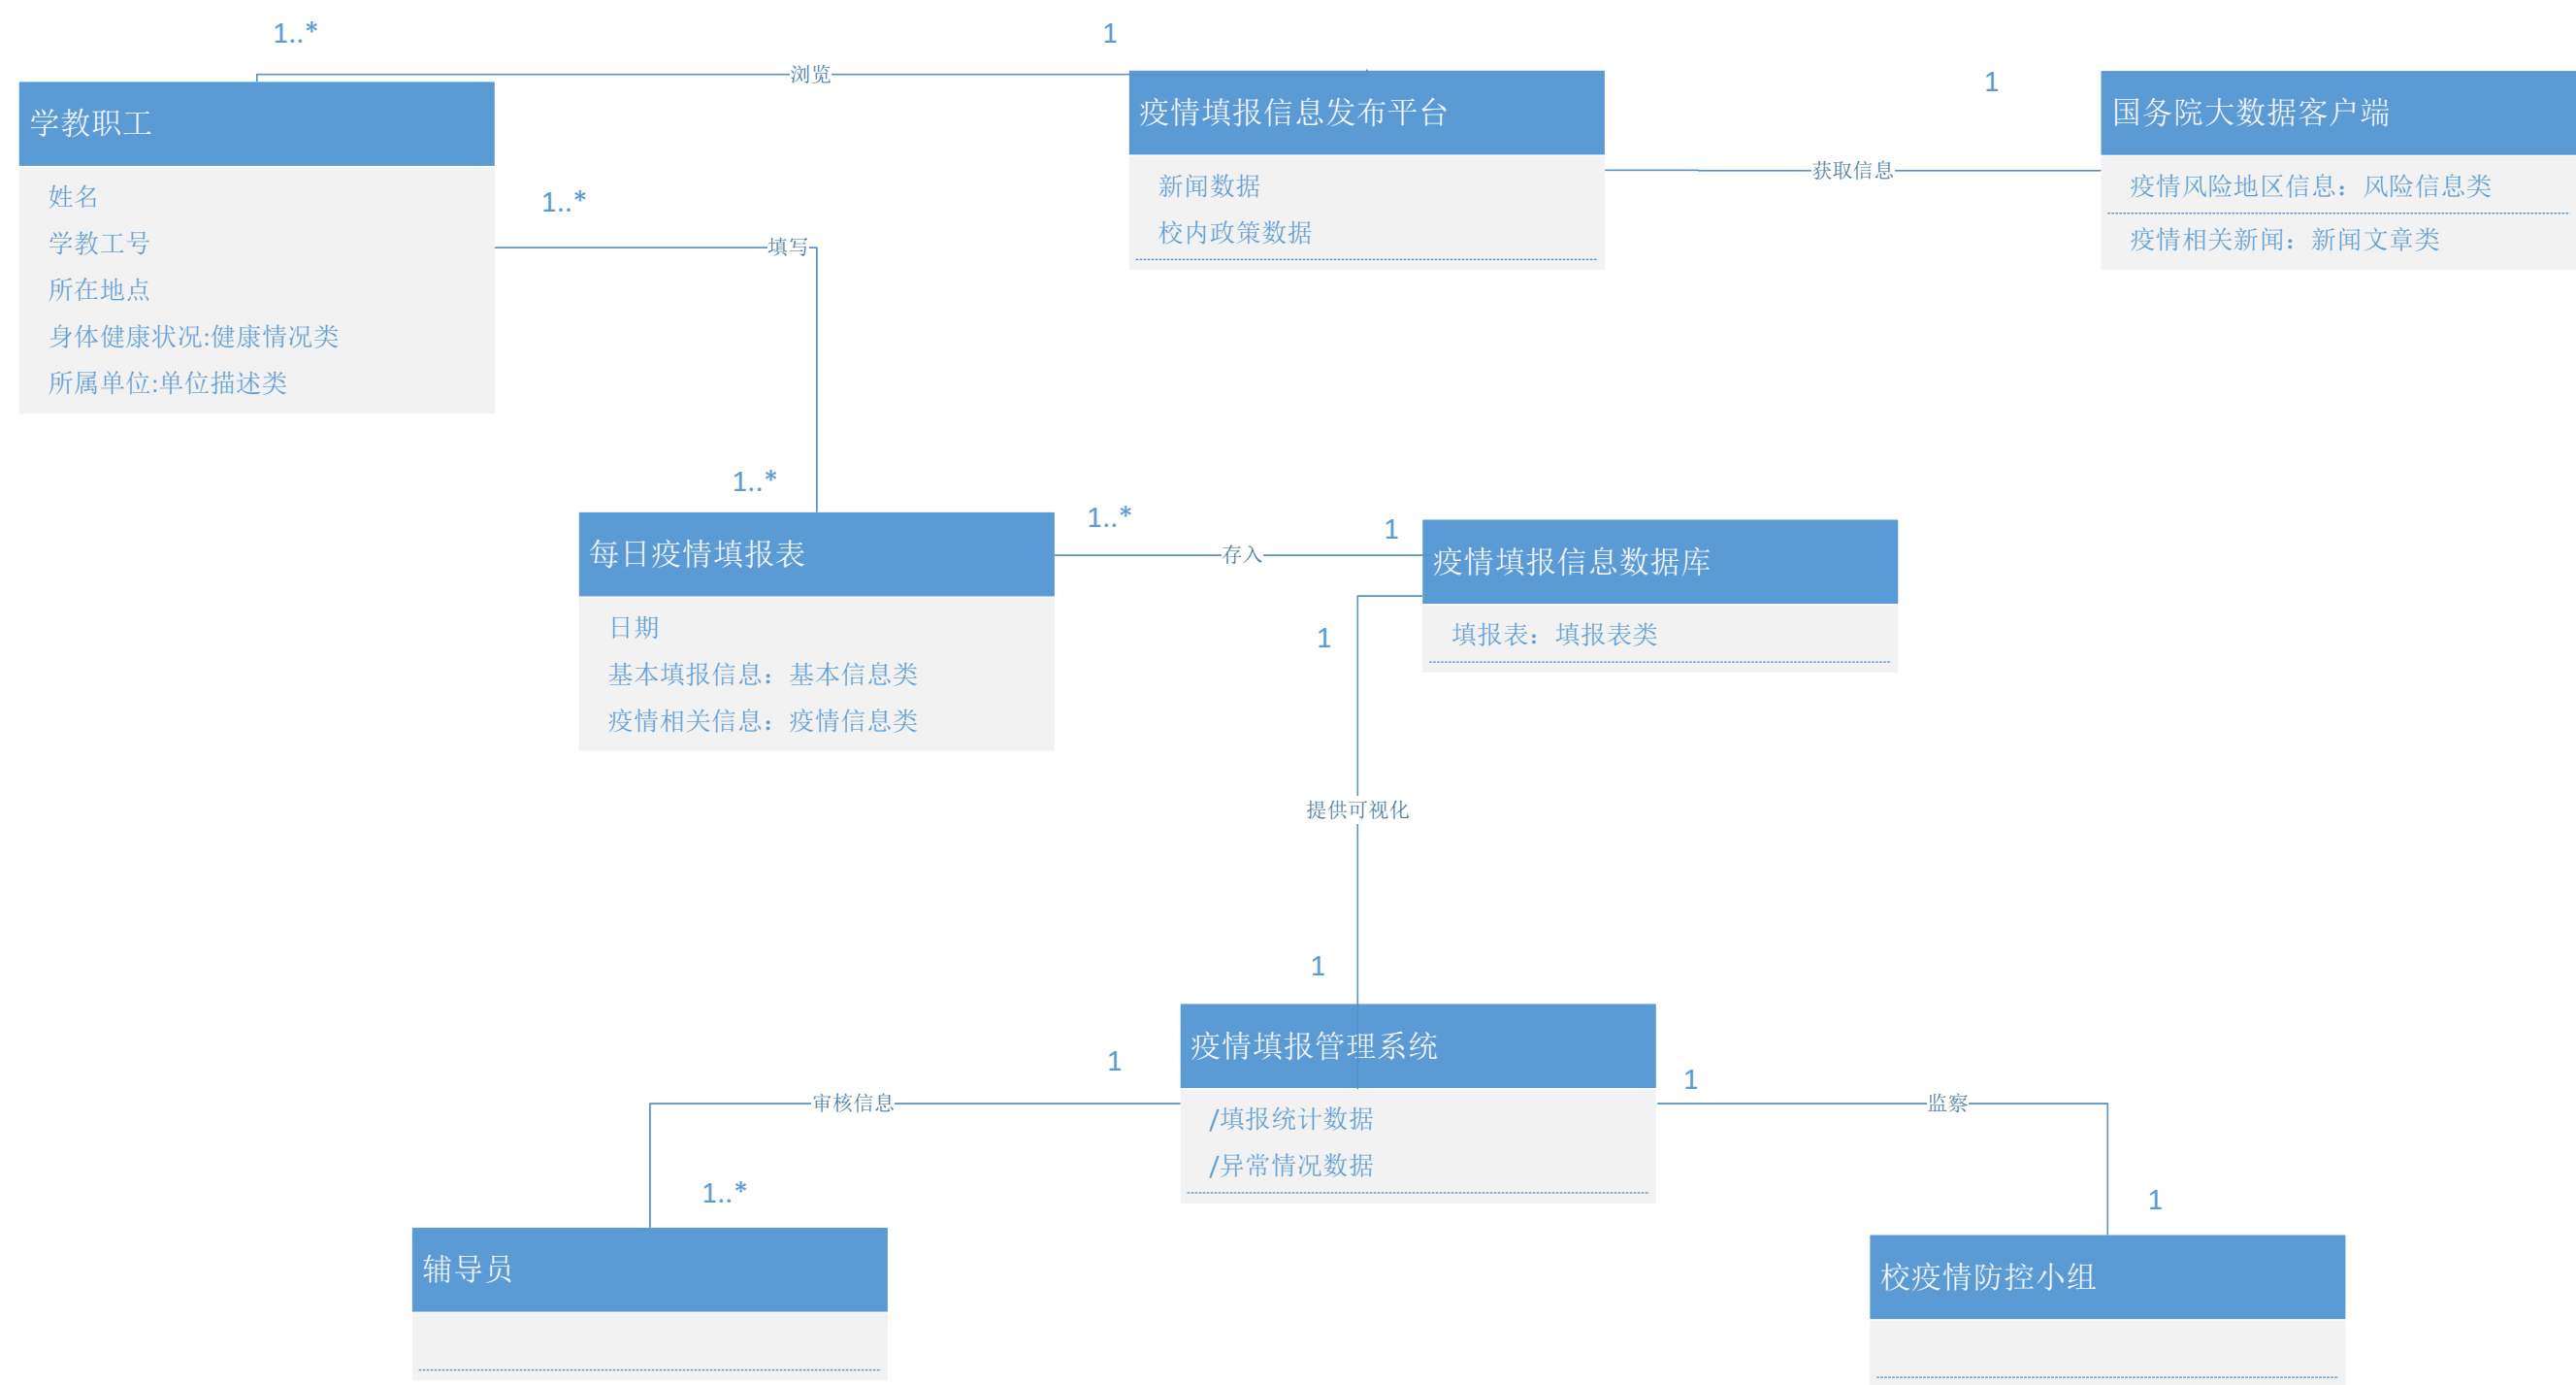 1..*
1
浏览
1
学教职工
疫情填报信息发布平台
国务院大数据客户端
获取信息
姓名
学教工号
所在地点
身体健康状况:健康情况类
所属单位:单位描述类
新闻数据
校内政策数据
疫情风险地区信息：风险信息类
疫情相关新闻：新闻文章类
1..*
填写
1..*
1..*
1
每日疫情填报表
存入
疫情填报信息数据库
日期
基本填报信息：基本信息类
疫情相关信息：疫情信息类
填报表：填报表类
1
提供可视化
1
疫情填报管理系统
1
1
审核信息
监察
/填报统计数据
/异常情况数据
1..*
1
辅导员
校疫情防控小组